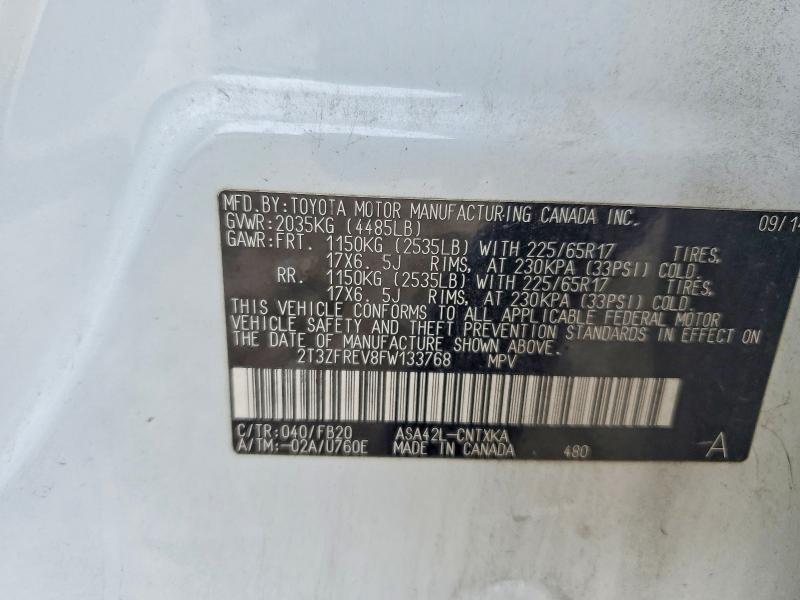 MFD.BY:TOYOTA MOTOR MANUFACTURING CANADA INC. 09/14
GVWR:2035KG (4485LB)
GAWR:FRT. 1150KG (2535LB) WITH 225/65R17 TIRES,
17X6.5J RIMS, AT 230KPA (33PSI) COLD.
RR. 1150KG (2535LB) WITH 225/65R17 TIRES,
17X6.5J RIMS, AT 230KPA (33PSI) COLD.
THIS VEHICLE CONFORMS TO ALL APPLICABLE FEDERAL MOTOR
VEHICLE SAFETY AND THEFT PREVENTION STANDARDS IN EFFECT ON
THE DATE OF MANUFACTURE SHOWN ABOVE.
2T3ZFREV8FW133768 MPV
C/TR:040/FB20 ASA42L-CNTXKA
A/TM:-02A/U760E MADE IN CANADA 480 A